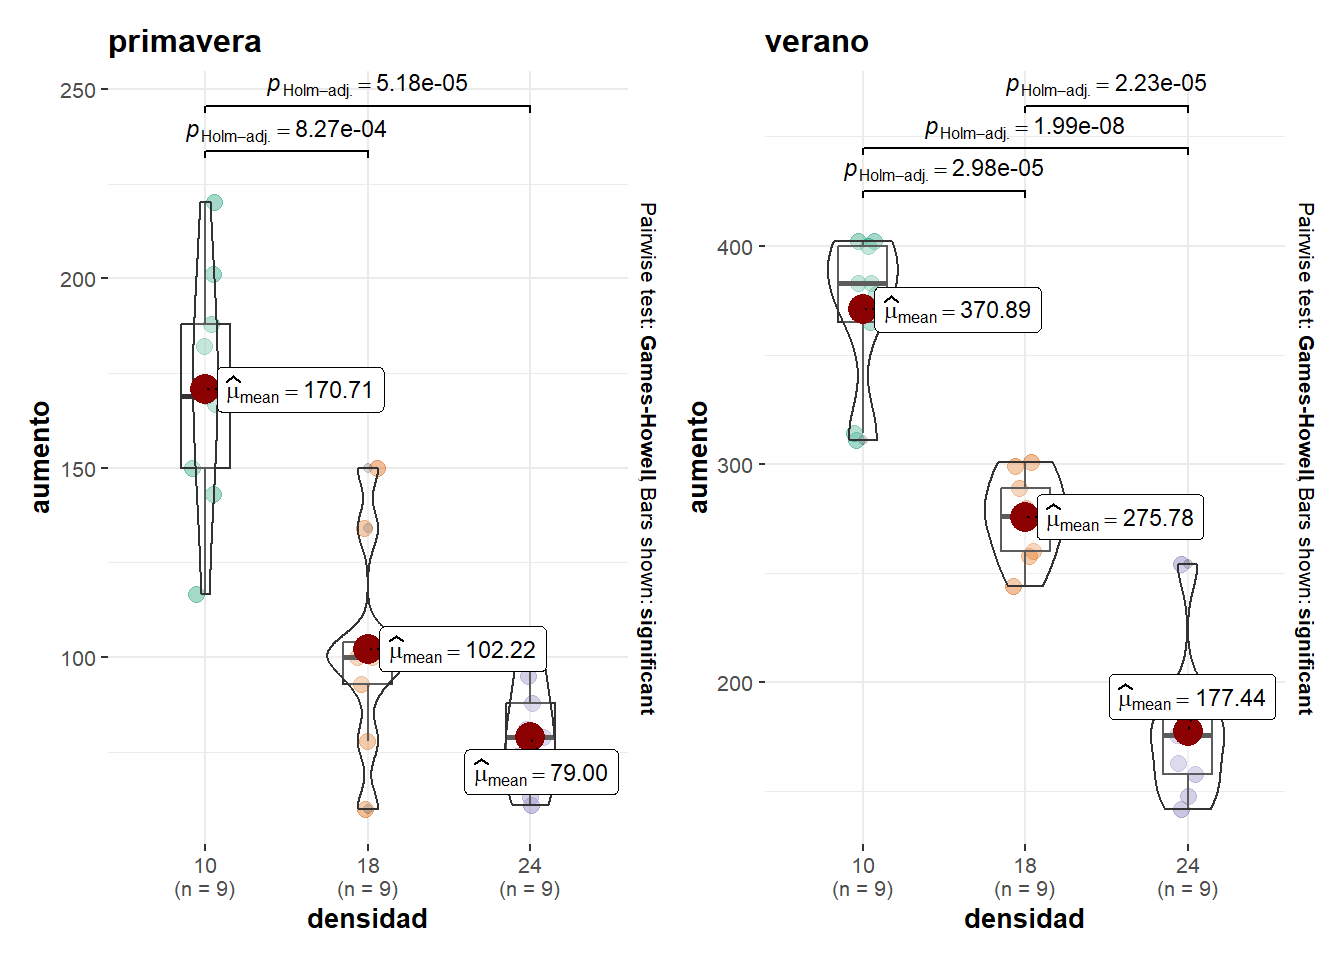 primavera
250
p Holm−adj. = 5.18e-05
p Holm−adj. = 8.27e-04
200
150
100
aumento
μ̂ mean = 170.71
μ̂ mean = 102.22
μ̂ mean = 79.00
10
(n = 9)
18
(n = 9)
24
(n = 9)
densidad
Pairwise test: Games-Howell, Bars shown: significant
verano
p Holm−adj. = 2.23e-05
p Holm−adj. = 1.99e-08
p Holm−adj. = 2.98e-05
400
300
200
aumento
μ̂ mean = 370.89
μ̂ mean = 275.78
μ̂ mean = 177.44
10
(n = 9)
18
(n = 9)
24
(n = 9)
densidad
Pairwise test: Games-Howell, Bars shown: significant